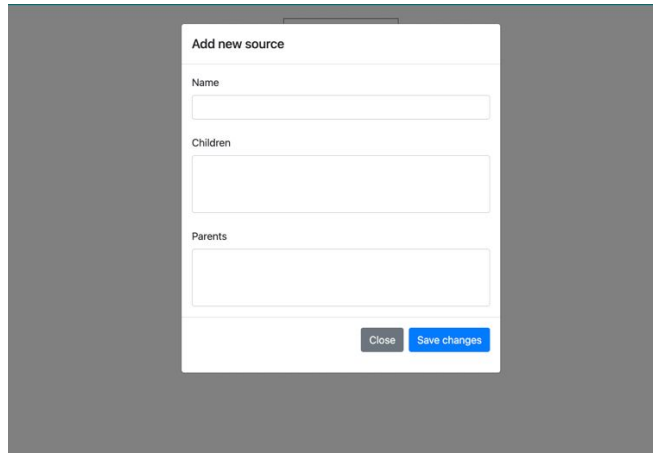 Add new source
Name
Children
Parents
Close Save changes